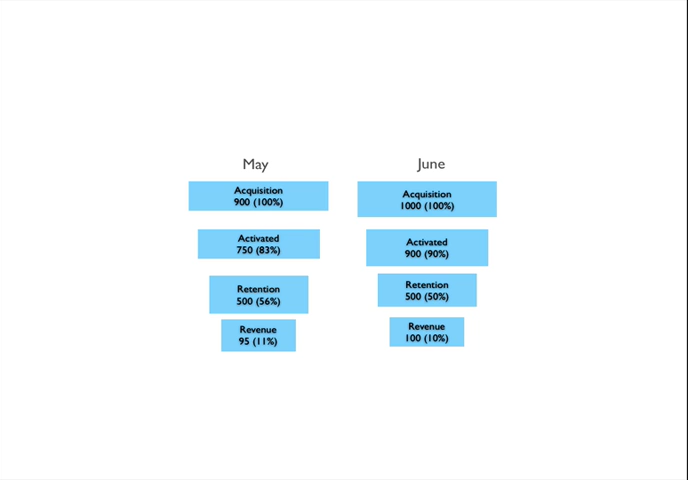 May
Acquisition
900 (100%)
Activated
750 (83%)
Retention
500 (56%)
Revenue
95 (11%)
June
Acquisition
1000 (100%)
Activated
900 (90%)
Retention
500 (50%)
Revenue
100 (10%)